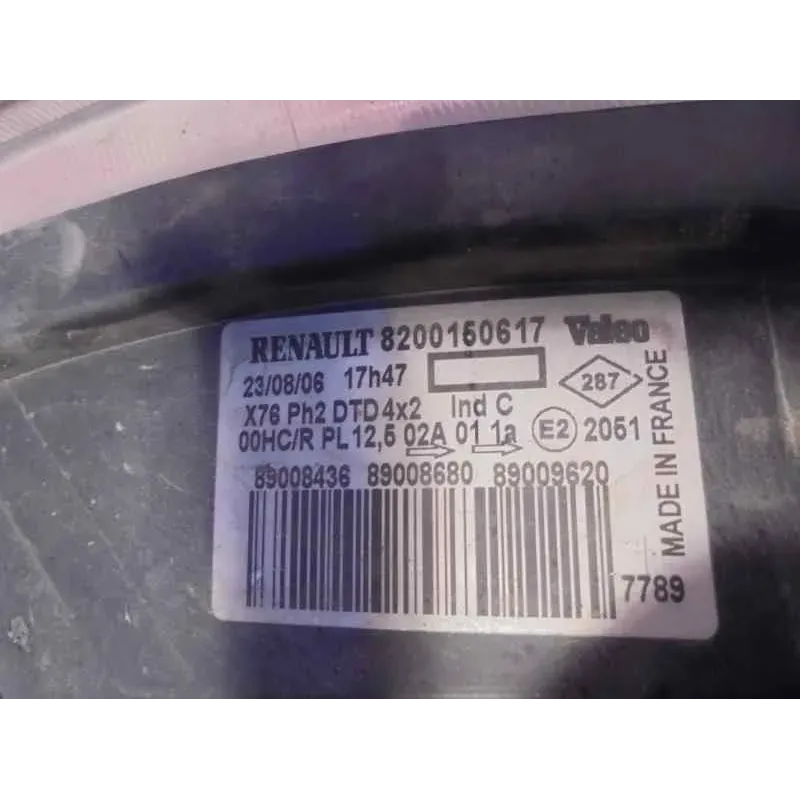 RENAULT 8200150617 Valeo
23/08/06 17h47
287
X76 Ph2 DTD 4x2 Ind C
00HC/R PL 12,5 02A 01 1a E2 2051
89008436 89008680 89009620
7789
MADE IN FRANCE